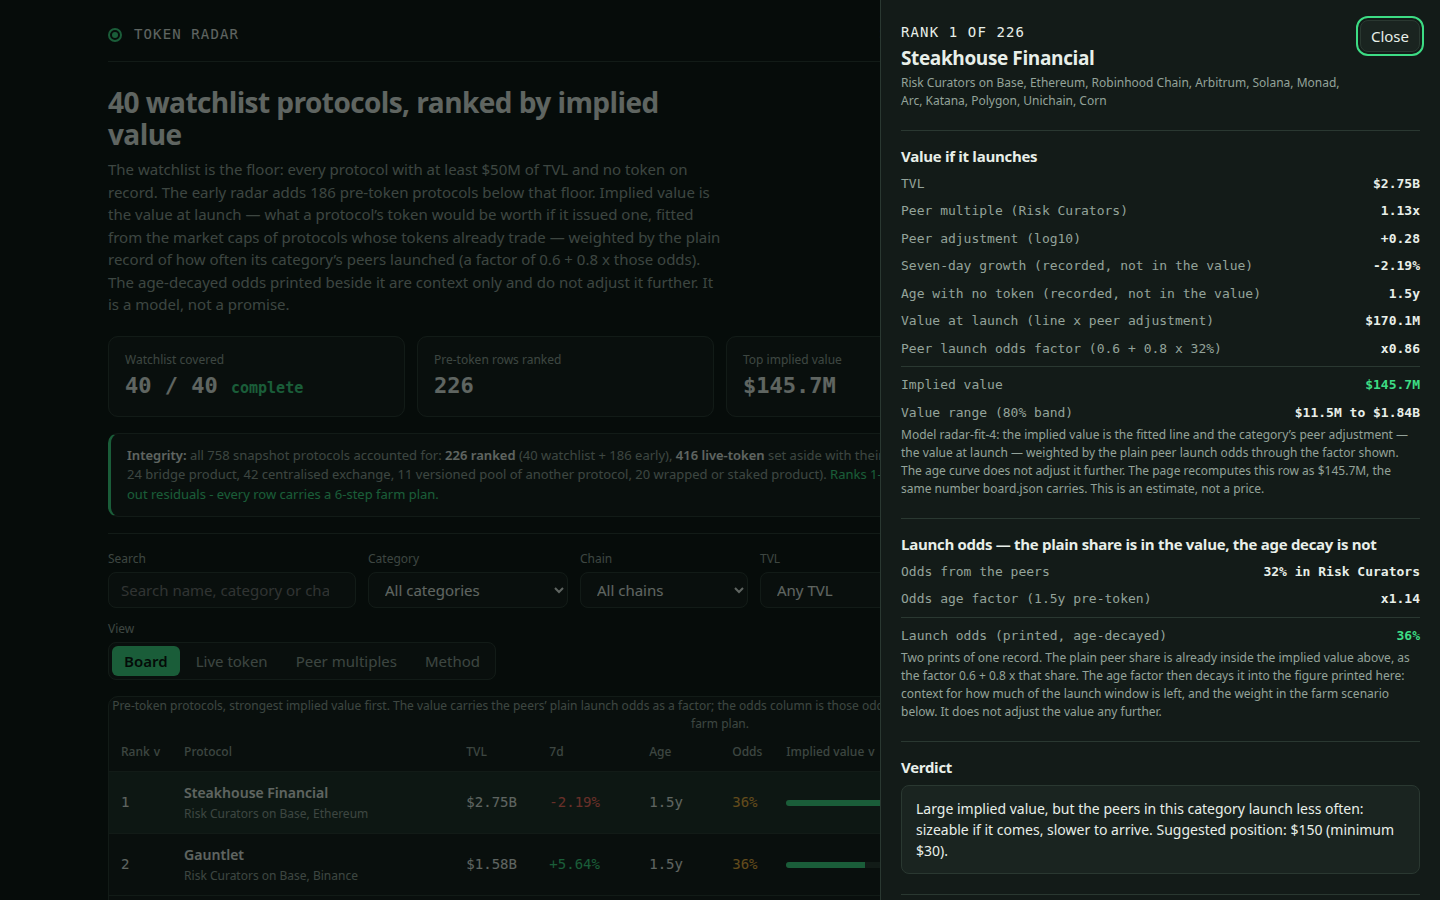 TOKEN RADAR
40 watchlist protocols, ranked by implied
value
The watchlist is the floor: every protocol with at least $50M of TVL and no token on
record. The early radar adds 186 pre-token protocols below that floor. Implied value is
the value at launch — what a protocol's token would be worth if it issued one, fitted
from the market caps of protocols whose tokens already trade — weighted by the plain
record of how often its category's peers launched (a factor of 0.6 + 0.8 x those odds).
The age-decayed odds printed beside it are context only and do not adjust it further. It
is a model, not a promise.
Watchlist covered
40 / 40 complete
Pre-token rows ranked
226
Top implied value
$145.7M
Integrity: all 758 snapshot protocols accounted for: 226 ranked (40 watchlist + 186 early), 416 live-token set aside with their
24 bridge product, 42 centralised exchange, 11 versioned pool of another protocol, 20 wrapped or staked product). Ranks 1-
out residuals - every row carries a 6-step farm plan.
Search
Category
Chain
TVL
Search name, category or cha
All categories
All chains
Any TVL
View
Board
Live token
Peer multiples
Method
Pre-token protocols, strongest implied value first. The value carries the peers' plain launch odds as a factor; the odds column is those odd
farm plan.
Rank v
Protocol
TVL
7d
Age
Odds
Implied value v
1
Steakhouse Financial
Risk Curators on Base, Ethereum
$2.75B
-2.19%
1.5y
36%
2
Gauntlet
Risk Curators on Base, Binance
$1.58B
+5.64%
1.5y
36%
RANK 1 OF 226
Close
Steakhouse Financial
Risk Curators on Base, Ethereum, Robinhood Chain, Arbitrum, Solana, Monad,
Arc, Katana, Polygon, Unichain, Corn
Value if it launches
TVL $2.75B
Peer multiple (Risk Curators) 1.13x
Peer adjustment (log10) +0.28
Seven-day growth (recorded, not in the value) -2.19%
Age with no token (recorded, not in the value) 1.5y
Value at launch (line x peer adjustment) $170.1M
Peer launch odds factor (0.6 + 0.8 x 32%) x0.86
Implied value $145.7M
Value range (80% band) $11.5M to $1.84B
Model radar-fit-4: the implied value is the fitted line and the category's peer adjustment —
the value at launch — weighted by the plain peer launch odds through the factor shown.
The age curve does not adjust it further. The page recomputes this row as $145.7M, the
same number board.json carries. This is an estimate, not a price.
Launch odds — the plain share is in the value, the age decay is not
Odds from the peers 32% in Risk Curators
Odds age factor (1.5y pre-token) x1.14
Launch odds (printed, age-decayed) 36%
Two prints of one record. The plain peer share is already inside the implied value above, as
the factor 0.6 + 0.8 x that share. The age factor then decays it into the figure printed here:
context for how much of the launch window is left, and the weight in the farm scenario
below. It does not adjust the value any further.
Verdict
Large implied value, but the peers in this category launch less often:
sizeable if it comes, slower to arrive. Suggested position: $150 (minimum
$30).